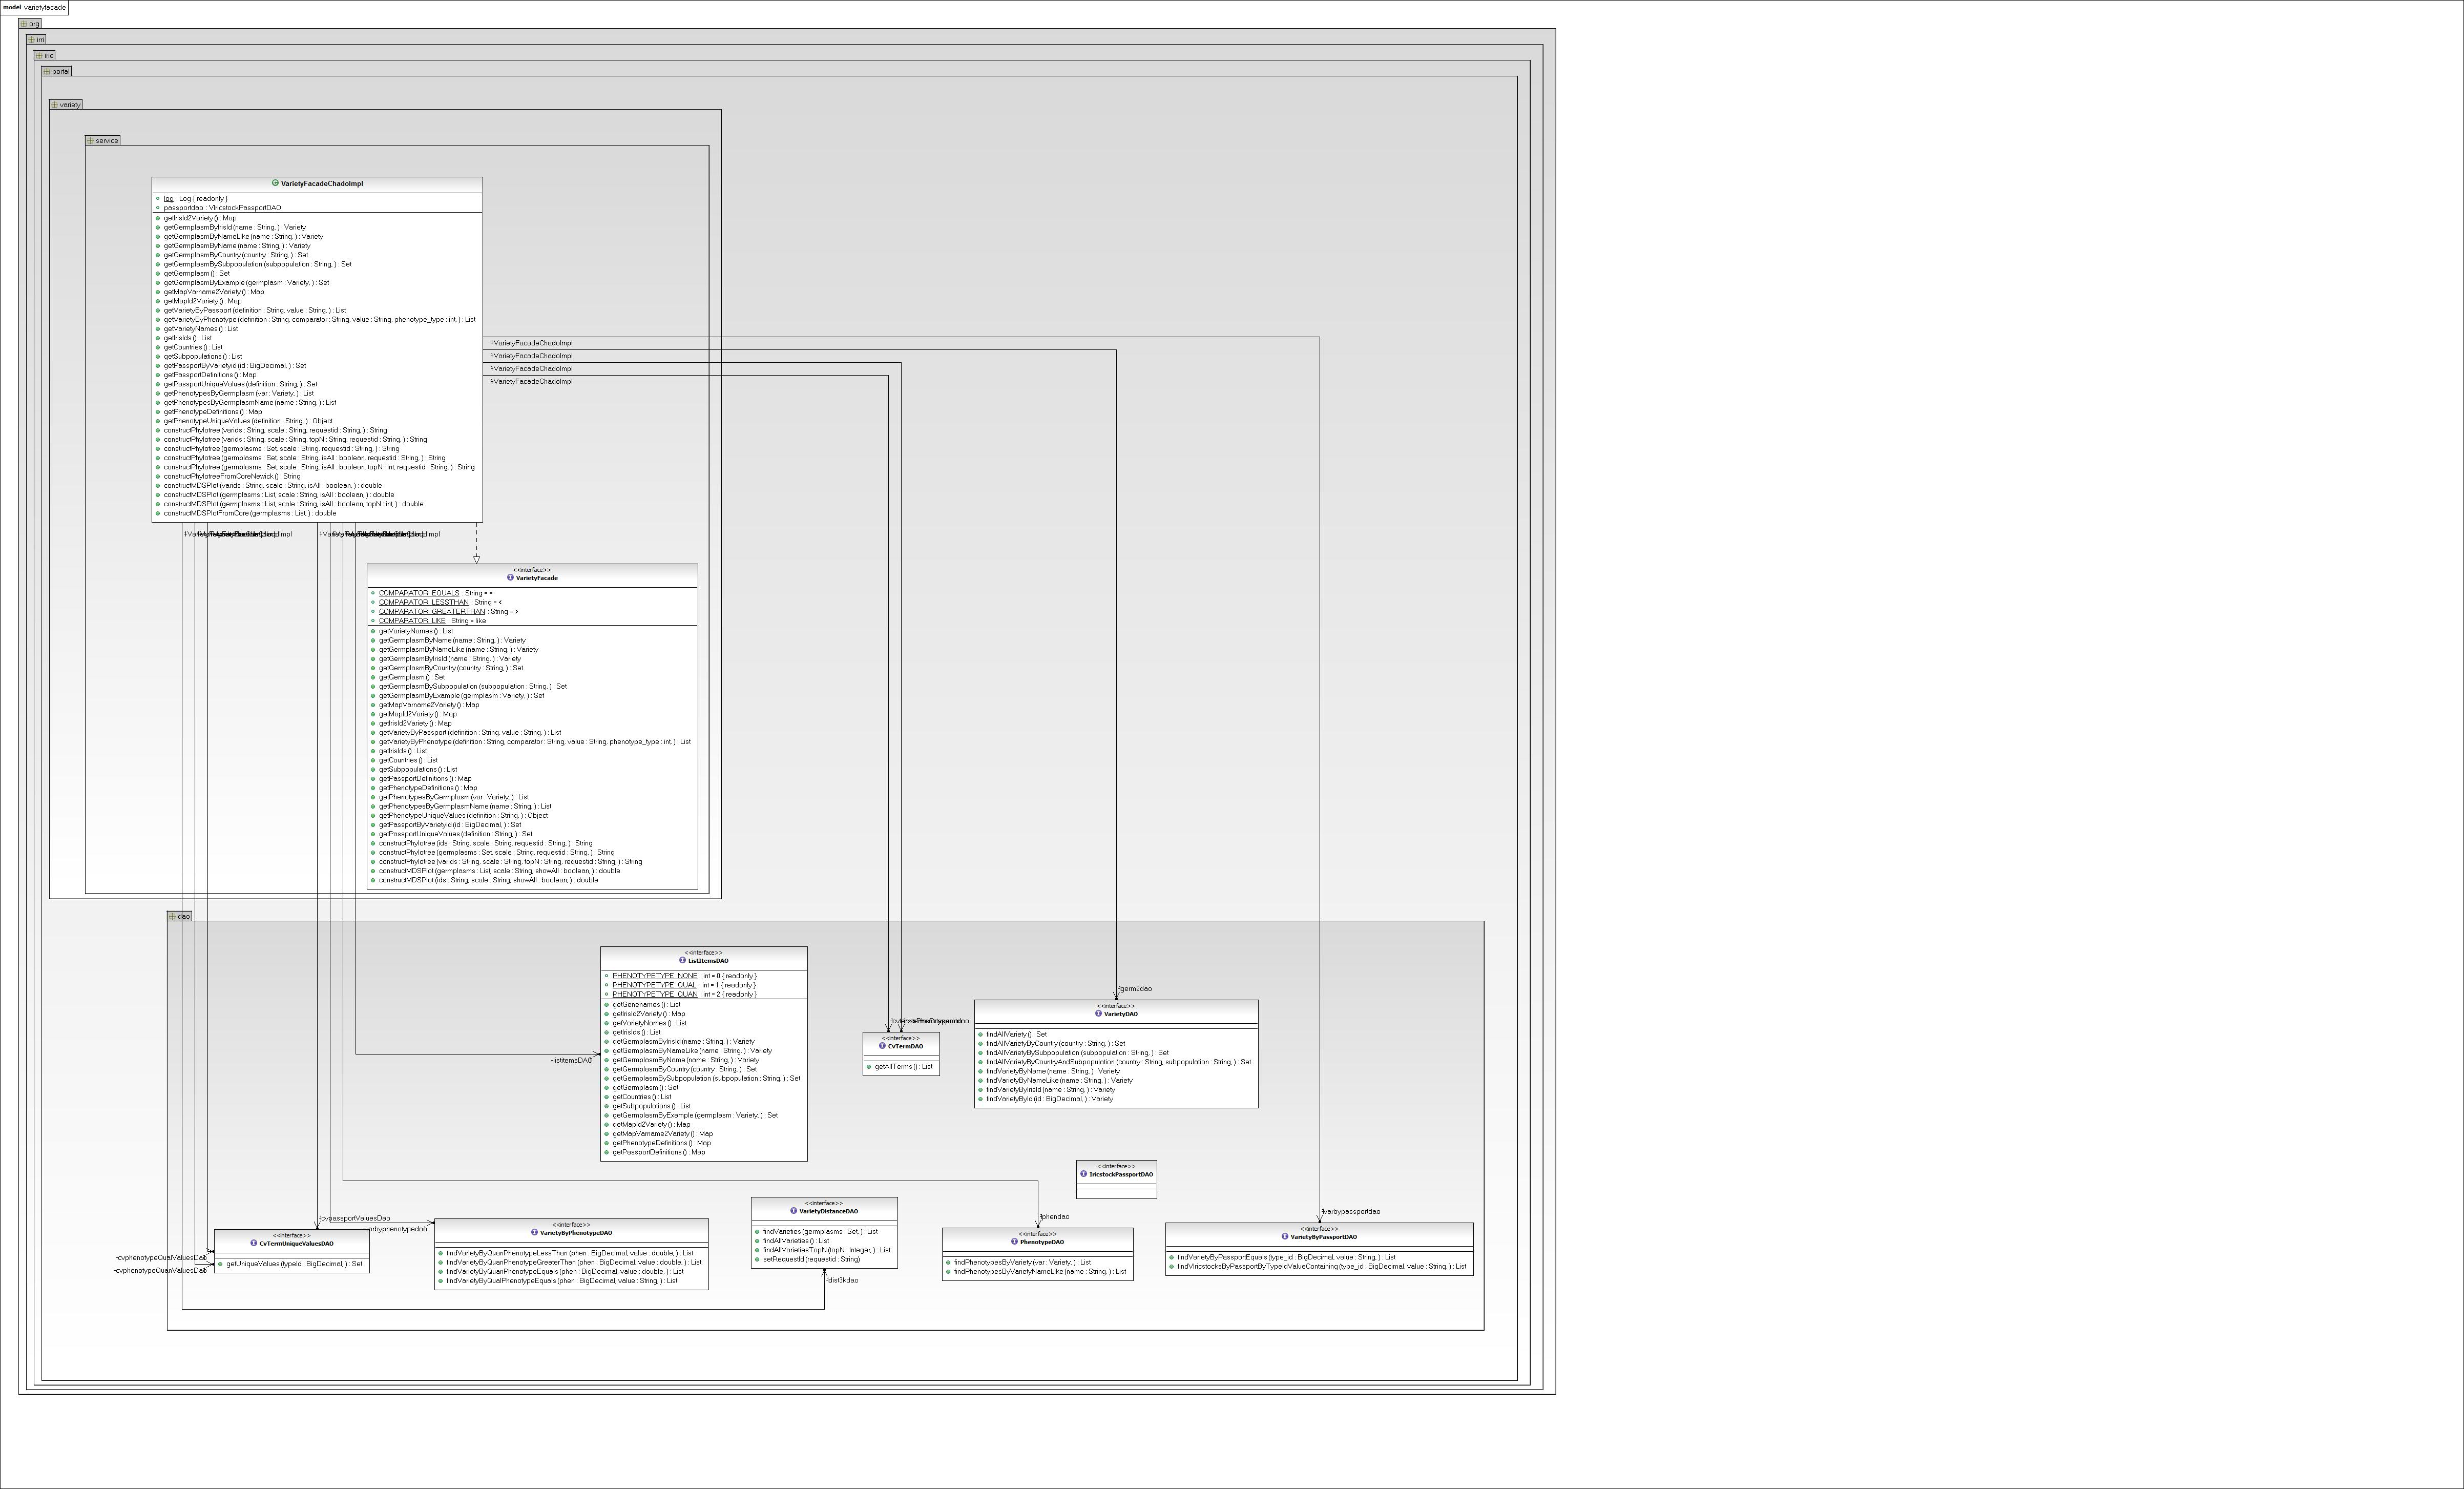 model varietyfacade
org
irri
iric
portal
variety
service
VarietyFacadeChadoImpl
log : Log { readonly }
passportdao : VIricstockPassportDAO
getIrisId2Variety () : Map
getGermplasmByIrisId (name : String, ) : Variety
getGermplasmByNameLike (name : String, ) : Variety
getGermplasmByName (name : String, ) : Variety
getGermplasmByCountry (country : String, ) : Set
getGermplasmBySubpopulation (subpopulation : String, ) : Set
getGermplasm () : Set
getGermplasmByExample (germplasm : Variety, ) : Set
getMapVarname2Variety () : Map
getMapId2Variety () : Map
getVarietyByPassport (definition : String, value : String, ) : List
getVarietyByPhenotype (definition : String, comparator : String, value : String, phenotype_type : int, ) : List
getVarietyNames () : List
getIrisIds () : List
getCountries () : List
getSubpopulations () : List
getPassportByVarietyid (id : BigDecimal, ) : Set
getPassportDefinitions () : Map
getPassportUniqueValues (definition : String, ) : Set
getPhenotypesByGermplasm (var : Variety, ) : List
getPhenotypesByGermplasmName (name : String, ) : List
getPhenotypeDefinitions () : Map
getPhenotypeUniqueValues (definition : String, ) : Object
constructPhylotree (varids : String, scale : String, requestid : String, ) : String
constructPhylotree (varids : String, scale : String, topN : String, requestid : String, ) : String
constructPhylotree (germplasms : Set, scale : String, requestid : String, ) : String
constructPhylotree (germplasms : Set, scale : String, isAll : boolean, requestid : String, ) : String
constructPhylotree (germplasms : Set, scale : String, isAll : boolean, topN : int, requestid : String, ) : String
constructPhylotreeFromCoreNewick () : String
constructMDSPlot (varids : String, scale : String, isAll : boolean, ) : double
constructMDSPlot (germplasms : List, scale : String, isAll : boolean, ) : double
constructMDSPlot (germplasms : List, scale : String, isAll : boolean, topN : int, ) : double
constructMDSPlotFromCore (germplasms : List, ) : double
VarietyFacadeChadoImpl
VarietyFacadeChadoImpl
VarietyFacadeChadoImpl
VarietyFacadeChadoImpl
<<interface>>
VarietyFacade
COMPARATOR_EQUALS : String = =
COMPARATOR_LESSTHAN : String = <
COMPARATOR_GREATERTHAN : String = >
COMPARATOR_LIKE : String = like
getVarietyNames () : List
getGermplasmByName (name : String, ) : Variety
getGermplasmByNameLike (name : String, ) : Variety
getGermplasmByIrisId (name : String, ) : Variety
getGermplasmByCountry (country : String, ) : Set
getGermplasm () : Set
getGermplasmBySubpopulation (subpopulation : String, ) : Set
getGermplasmByExample (germplasm : Variety, ) : Set
getMapVarname2Variety () : Map
getMapId2Variety () : Map
getIrisId2Variety () : Map
getVarietyByPassport (definition : String, value : String, ) : List
getVarietyByPhenotype (definition : String, comparator : String, value : String, phenotype_type : int, ) : List
getIrisIds () : List
getCountries () : List
getSubpopulations () : List
getPassportDefinitions () : Map
getPhenotypeDefinitions () : Map
getPhenotypesByGermplasm (var : Variety, ) : List
getPhenotypesByGermplasmName (name : String, ) : List
getPhenotypeUniqueValues (definition : String, ) : Object
getPassportByVarietyid (id : BigDecimal, ) : Set
getPassportUniqueValues (definition : String, ) : Set
constructPhylotree (ids : String, scale : String, requestid : String, ) : String
constructPhylotree (germplasms : Set, scale : String, requestid : String, ) : String
constructPhylotree (varids : String, scale : String, topN : String, requestid : String, ) : String
constructMDSPlot (germplasms : List, scale : String, showAll : boolean, ) : double
constructMDSPlot (ids : String, scale : String, showAll : boolean, ) : double
dao
<<interface>>
ListItemsDAO
PHENOTYPETYPE_NONE : int = 0 { readonly }
PHENOTYPETYPE_QUAL : int = 1 { readonly }
PHENOTYPETYPE_QUAN : int = 2 { readonly }
getGenenames () : List
getIrisId2Variety () : Map
getVarietyNames () : List
getIrisIds () : List
getGermplasmByIrisId (name : String, ) : Variety
getGermplasmByNameLike (name : String, ) : Variety
getGermplasmByName (name : String, ) : Variety
getGermplasmByCountry (country : String, ) : Set
getGermplasmBySubpopulation (subpopulation : String, ) : Set
getGermplasm () : Set
getCountries () : List
getSubpopulations () : List
getGermplasmByExample (germplasm : Variety, ) : Set
getMapId2Variety () : Map
getMapVarname2Variety () : Map
getPhenotypeDefinitions () : Map
getPassportDefinitions () : Map
-listitemsDAO
<<interface>>
CvTermDAO
getAllTerms () : List
germ2dao
<<interface>>
VarietyDAO
findAllVariety () : Set
findAllVarietyByCountry (country : String, ) : Set
findAllVarietyBySubpopulation (subpopulation : String, ) : Set
findAllVarietyByCountryAndSubpopulation (country : String, subpopulation : String, ) : Set
findVarietyByName (name : String, ) : Variety
findVarietyByNameLike (name : String, ) : Variety
findVarietyByIrisId (name : String, ) : Variety
findVarietyById (id : BigDecimal, ) : Variety
<<interface>>
IricstockPassportDAO
-cvpassportValuesDao
-varbyphenotypedao
-cvphenotypeQualValuesDao
-cvphenotypeQuanValuesDao
<<interface>>
CvTermUniqueValuesDAO
getUniqueValues (typeId : BigDecimal, ) : Set
<<interface>>
VarietyByPhenotypeDAO
findVarietyByQuanPhenotypeLessThan (phen : BigDecimal, value : double, ) : List
findVarietyByQuanPhenotypeGreaterThan (phen : BigDecimal, value : double, ) : List
findVarietyByQuanPhenotypeEquals (phen : BigDecimal, value : double, ) : List
findVarietyByQualPhenotypeEquals (phen : BigDecimal, value : String, ) : List
<<interface>>
VarietyDistanceDAO
findVarieties (germplasms : Set, ) : List
findAllVarieties () : List
findAllVarietiesTopN (topN : Integer, ) : List
setRequestId (requestid : String)
dist3kdao
phendao
<<interface>>
PhenotypeDAO
findPhenotypesByVariety (var : Variety, ) : List
findPhenotypesByVarietyNameLike (name : String, ) : List
varbypassportdao
<<interface>>
VarietyByPassportDAO
findVarietyByPassportEquals (type_id : BigDecimal, value : String, ) : List
findVIricstocksByPassportByTypeIdValueContaining (type_id : BigDecimal, value : String, ) : List